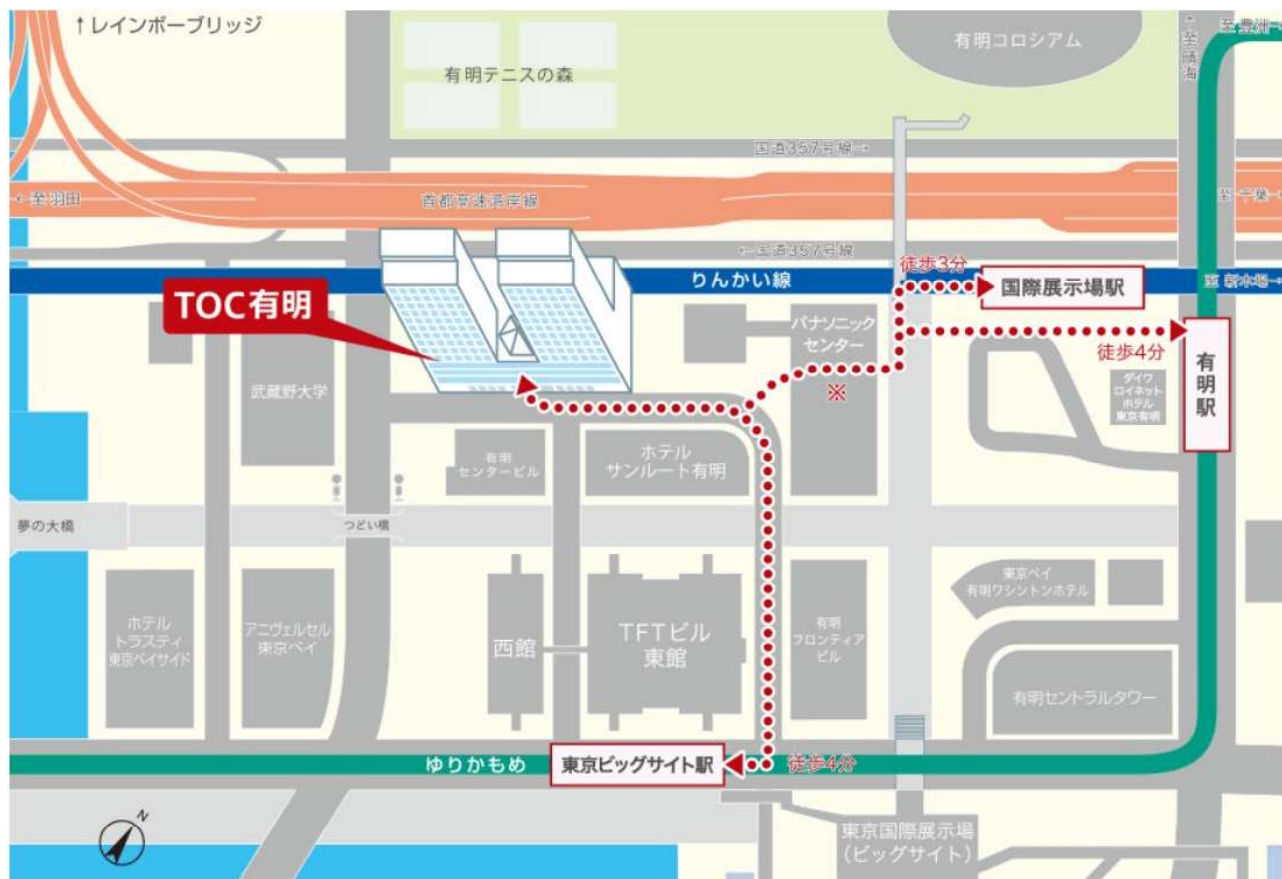 ↑レインボーブリッジ
有明テニスの森
有明コロシアム
↑至晴海
至 豊洲→
国道357号線→
←至 羽田
首都高速湾岸線
至 千葉→
←国道357号線
りんかい線
徒歩3分
国際展示場駅
至 新木場→
TOC有明
パナソニック
センター
※
徒歩4分
有明駅
武蔵野大学
ダイワ
ロイネット
ホテル
東京有明
有明
センタービル
ホテル
サンルート有明
夢の大橋
つどい橋
ホテル
トラスティ
東京ベイサイド
アニヴェルセル
東京ベイ
西館
TFTビル
東館
有明
フロンティア
ビル
東京ベイ
有明ワシントンホテル
有明セントラルタワー
ゆりかもめ
東京ビッグサイト駅
徒歩4分
N
東京国際展示場
(ビッグサイト)